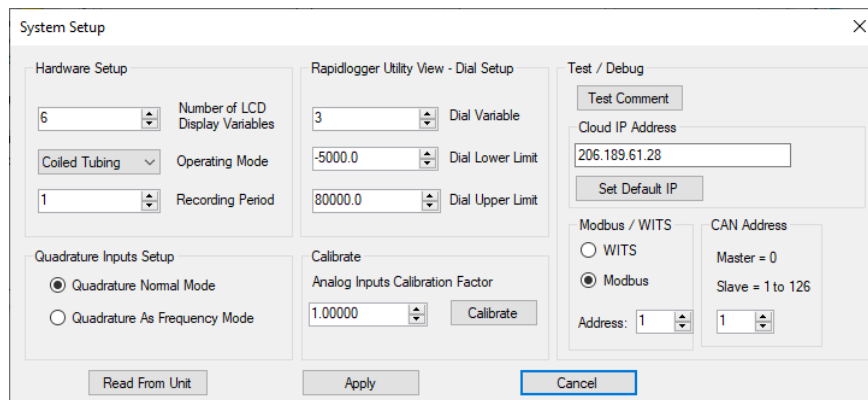 System Setup
Hardware Setup
6
Number of LCD
Display Variables
Coiled Tubing
Operating Mode
1
Recording Period
Quadrature Inputs Setup
Quadrature Normal Mode
Quadrature As Frequency Mode
Rapidlogger Utility View - Dial Setup
3
Dial Variable
-5000.0
Dial Lower Limit
80000.0
Dial Upper Limit
Calibrate
Analog Inputs Calibration Factor
1.00000
Calibrate
Test / Debug
Test Comment
Cloud IP Address
206.189.61.28
Set Default IP
Modbus / WITS
WITS
Modbus
Address: 1
CAN Address
Master = 0
Slave = 1 to 126
1
Read From Unit
Apply
Cancel